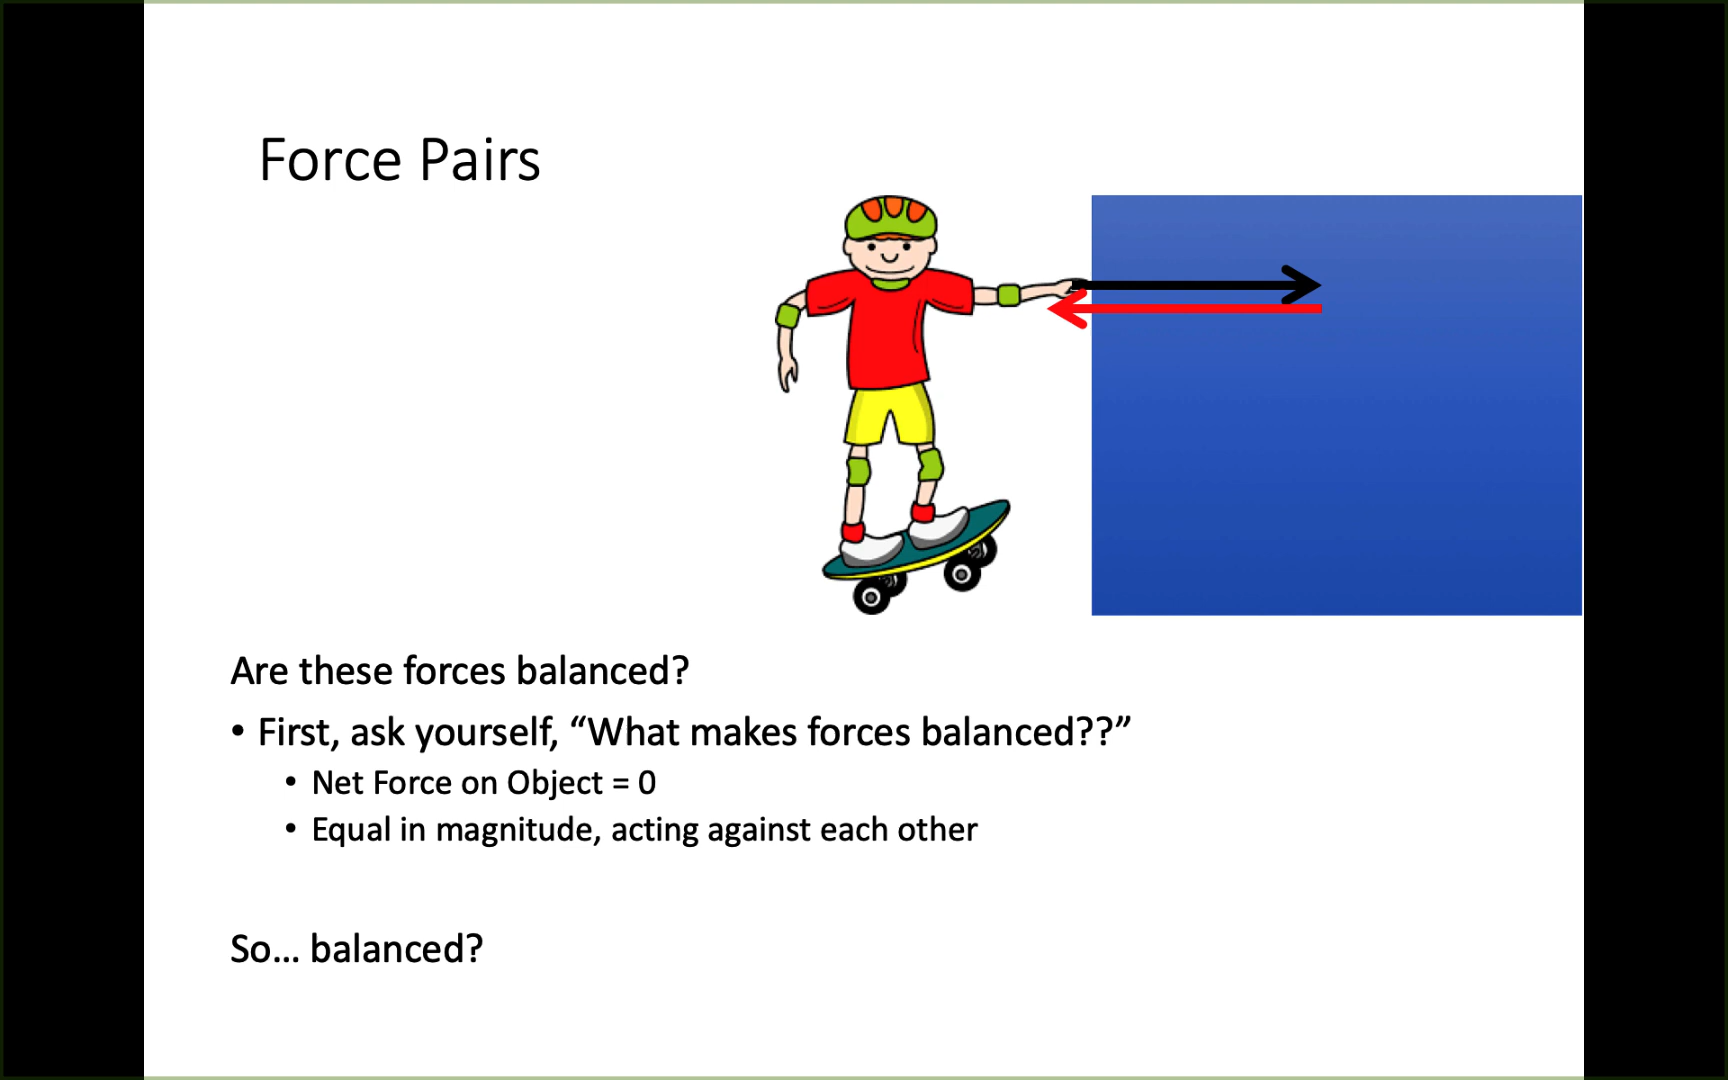 Force Pairs
Are these forces balanced?
• First, ask yourself, “What makes forces balanced??”
• Net Force on Object = 0
• Equal in magnitude, acting against each other
So... balanced?